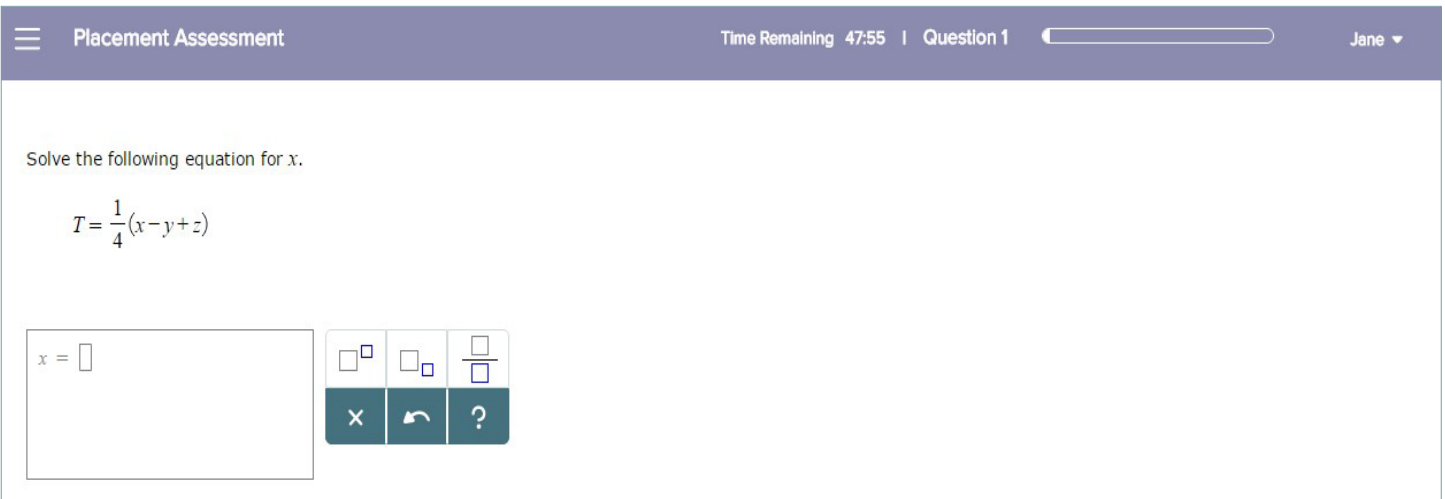 Placement Assessment
Time Remaining 47:55 | Question 1
Jane
Solve the following equation for x.
T = 1/4 (x − y + z)
x =
X
?